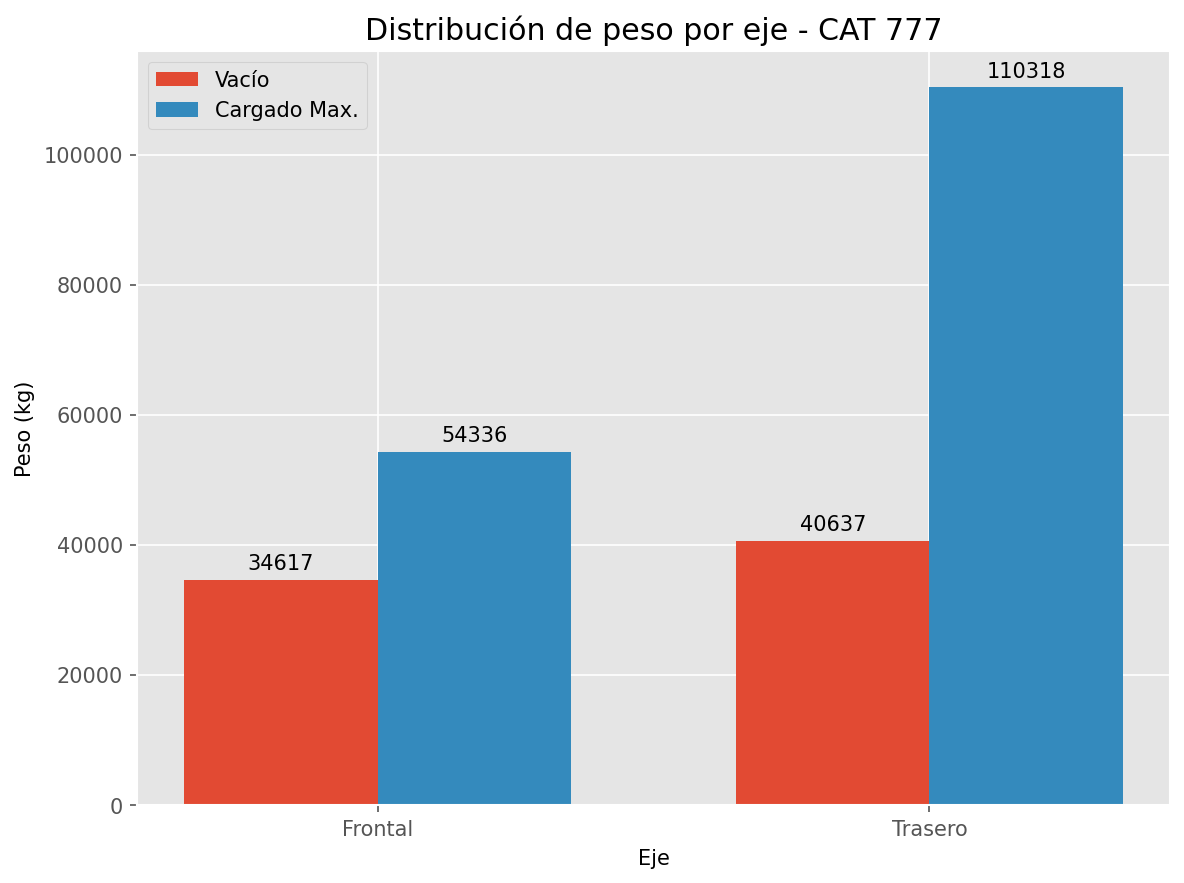 Distribución de peso por eje - CAT 777
Vacío
Cargado Max.
110318
100000
80000
60000
54336
40637
40000
34617
20000
0
Peso (kg)
Frontal
Trasero
Eje